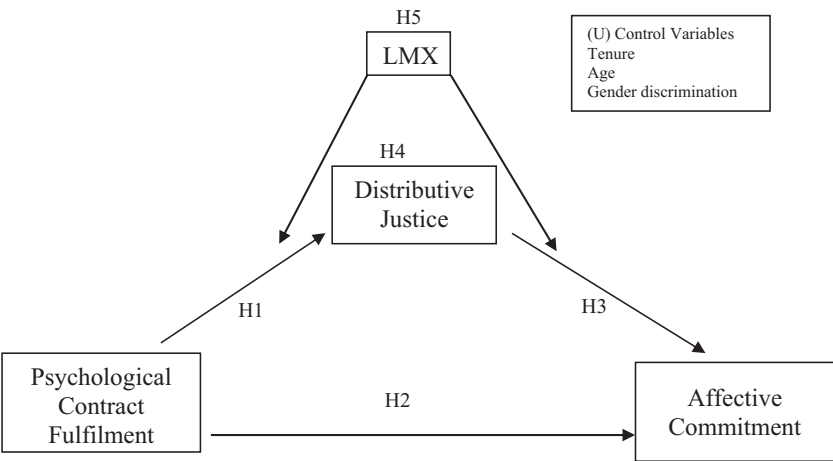 H5
LMX
(U) Control Variables
Tenure
Age
Gender discrimination
H4
Distributive
Justice
H1
H3
Psychological
Contract
Fulfilment
H2
Affective
Commitment